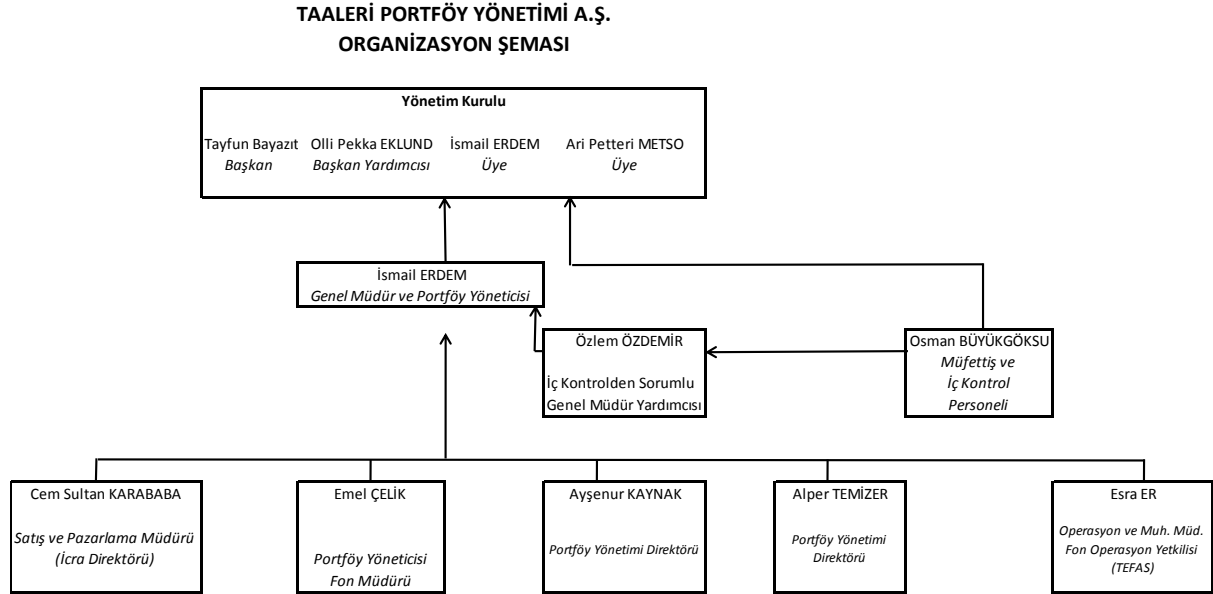 TAALERİ PORTFÖY YÖNETİMİ A.Ş.
ORGANİZASYON ŞEMASI
Yönetim Kurulu
Tayfun Bayazıt Olli Pekka EKLUND İsmail ERDEM Ari Petteri METSO
Başkan Başkan Yardımcısı Üye Üye
İsmail ERDEM
Genel Müdür ve Portföy Yöneticisi
Özlem ÖZDEMİR
İç Kontrolden Sorumlu
Genel Müdür Yardımcısı
Osman BÜYÜKGÖKSU
Müfettiş ve
İç Kontrol
Personeli
Cem Sultan KARABABA
Satış ve Pazarlama Müdürü
(İcra Direktörü)
Emel ÇELİK
Portföy Yöneticisi
Fon Müdürü
Ayşenur KAYNAK
Portföy Yönetimi Direktörü
Alper TEMİZER
Portföy Yönetimi
Direktörü
Esra ER
Operasyon ve Muh. Müd.
Fon Operasyon Yetkilisi
(TEFAS)